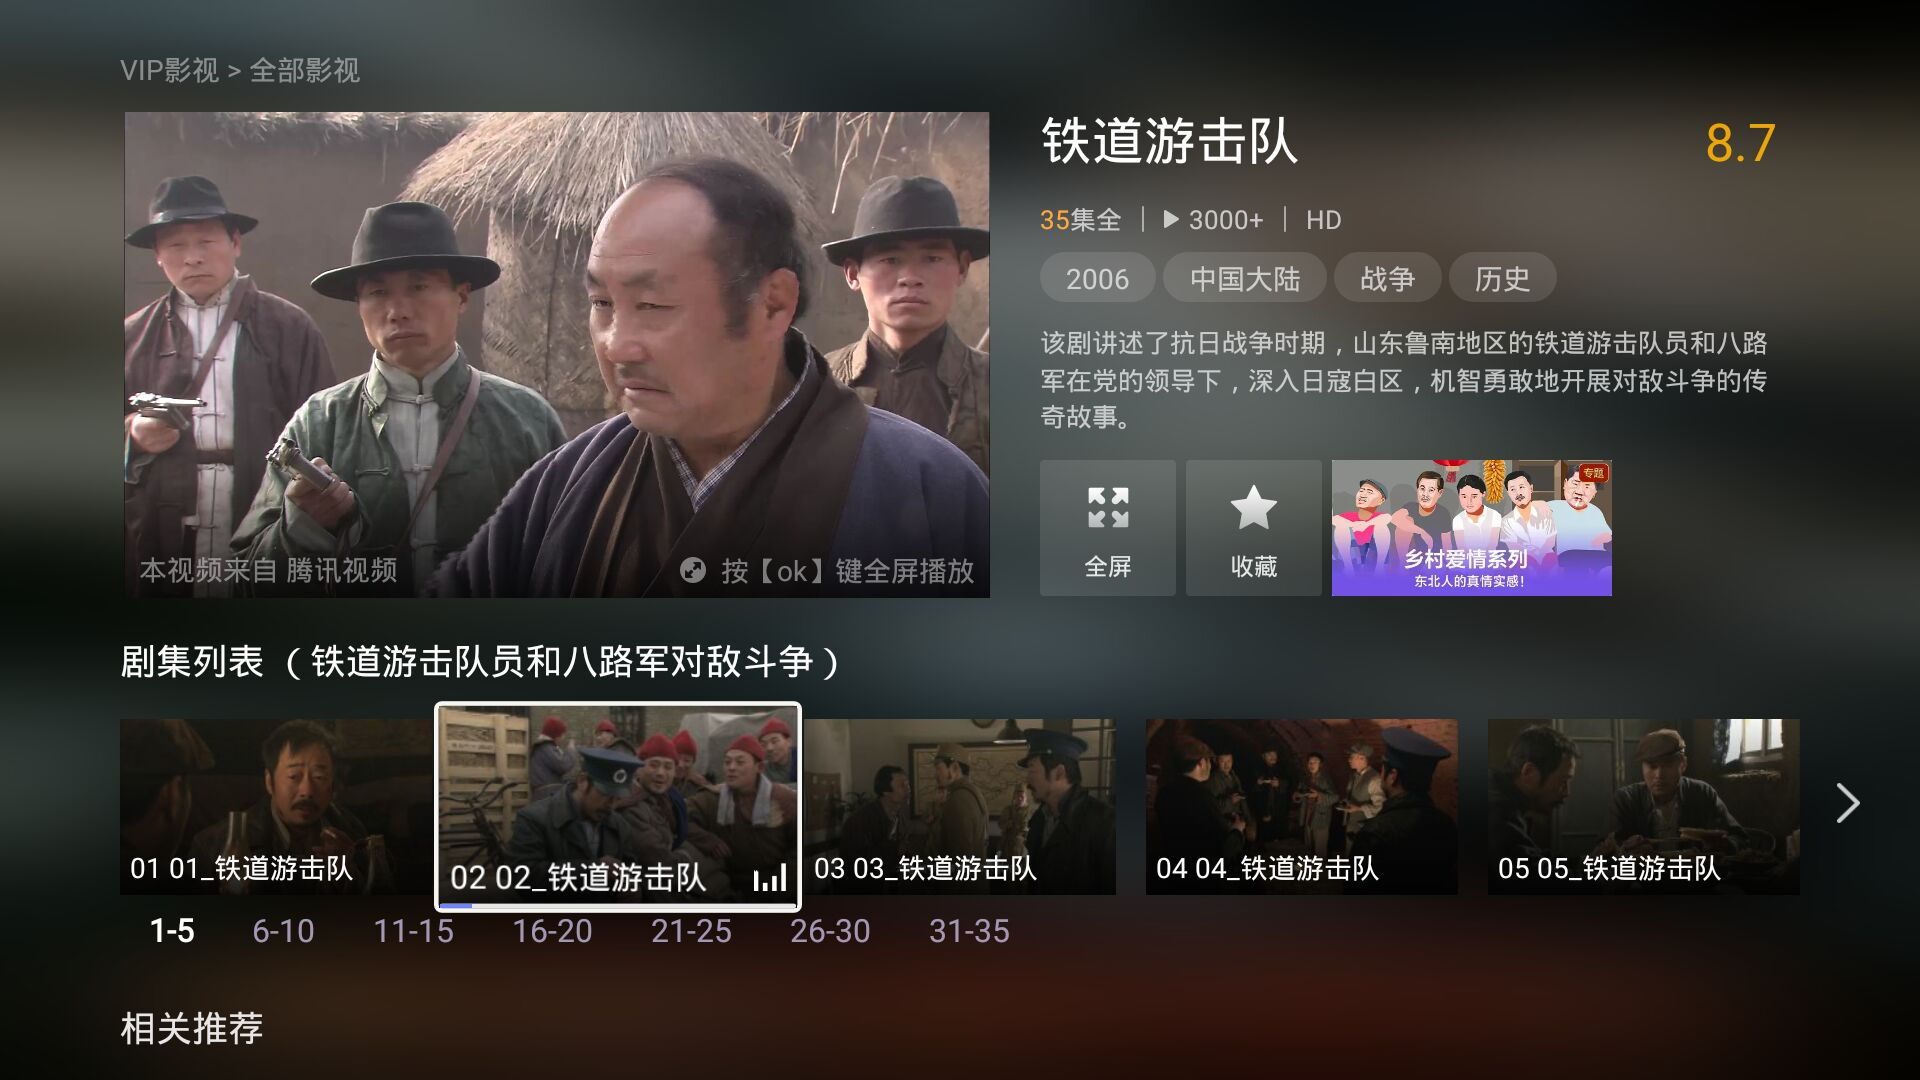 VIP影视 > 全部影视
铁道游击队
8.7
35集全 | 3000+ | HD
2006 中国大陆 战争 历史
该剧讲述了抗日战争时期，山东鲁南地区的铁道游击队员和八路
军在党的领导下，深入日寇白区，机智勇敢地开展对敌斗争的传
奇故事。
本视频来自 腾讯视频
按【ok】键全屏播放
全屏
收藏
专题
乡村爱情系列
东北人的真情实感！
剧集列表（铁道游击队员和八路军对敌斗争）
01 01_铁道游击队
02 02_铁道游击队
03 03_铁道游击队
04 04_铁道游击队
05 05_铁道游击队
1-5 6-10 11-15 16-20 21-25 26-30 31-35
相关推荐